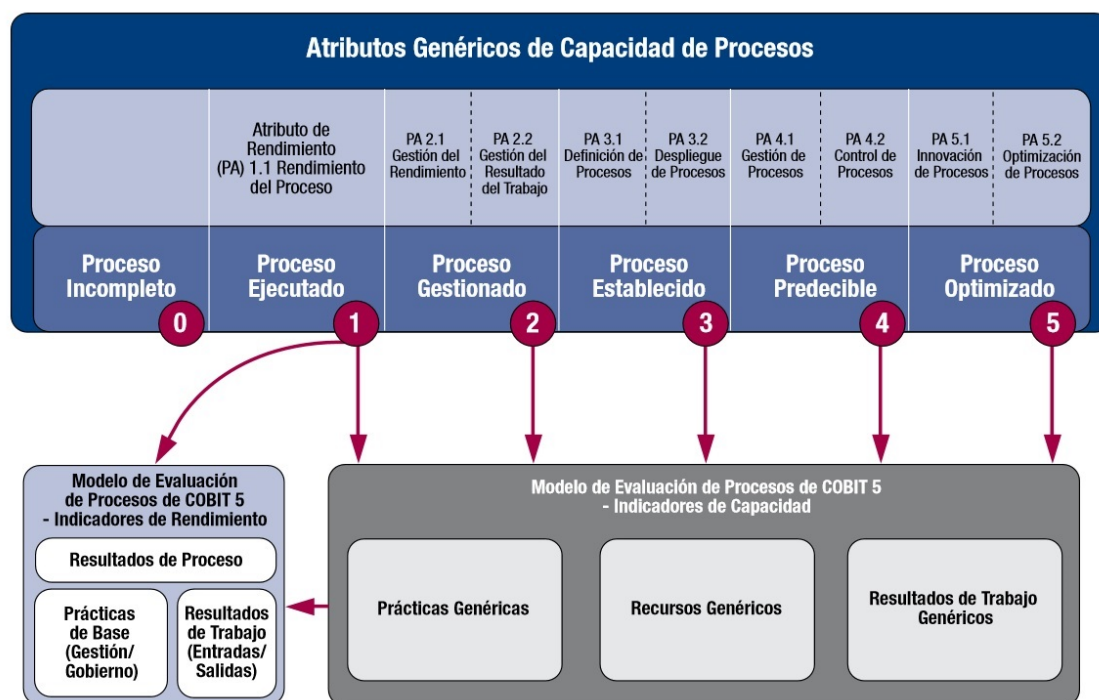 Atributos Genéricos de Capacidad de Procesos
Atributo de
Rendimiento
(PA) 1.1 Rendimiento
del Proceso
PA 2.1
Gestión del
Rendimiento
PA 2.2
Gestión del
Resultado
del Trabajo
PA 3.1
Definición de
Procesos
PA 3.2
Despliegue
de Procesos
PA 4.1
Gestión de
Procesos
PA 4.2
Control de
Procesos
PA 5.1
Innovación
de Procesos
PA 5.2
Optimización
de Procesos
Proceso
Incompleto
0
Proceso
Ejecutado
1
Proceso
Gestionado
2
Proceso
Establecido
3
Proceso
Predecible
4
Proceso
Optimizado
5
Modelo de Evaluación
de Procesos de COBIT 5
- Indicadores de Rendimiento
Resultados de Proceso
Prácticas
de Base
(Gestión/
Gobierno)
Resultados
de Trabajo
(Entradas/
Salidas)
Modelo de Evaluación de Procesos de COBIT 5
- Indicadores de Capacidad
Prácticas Genéricas
Recursos Genéricos
Resultados de Trabajo
Genéricos